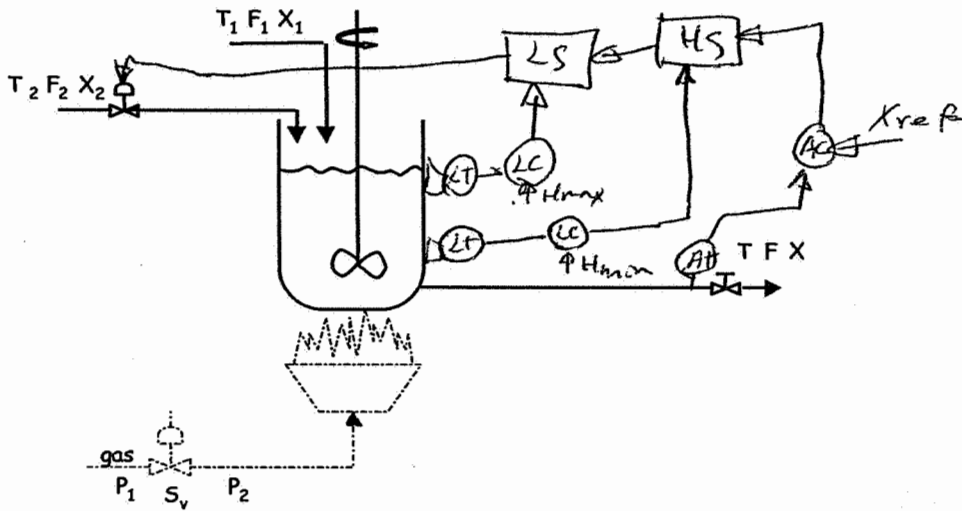 T₁ F₁ X₁
LS
HS
T₂ F₂ X₂
Xref
AC
LT
LC
Hmax
Lt
LC
Hmin
At
T F X
gas
P₁
Sᵥ
P₂